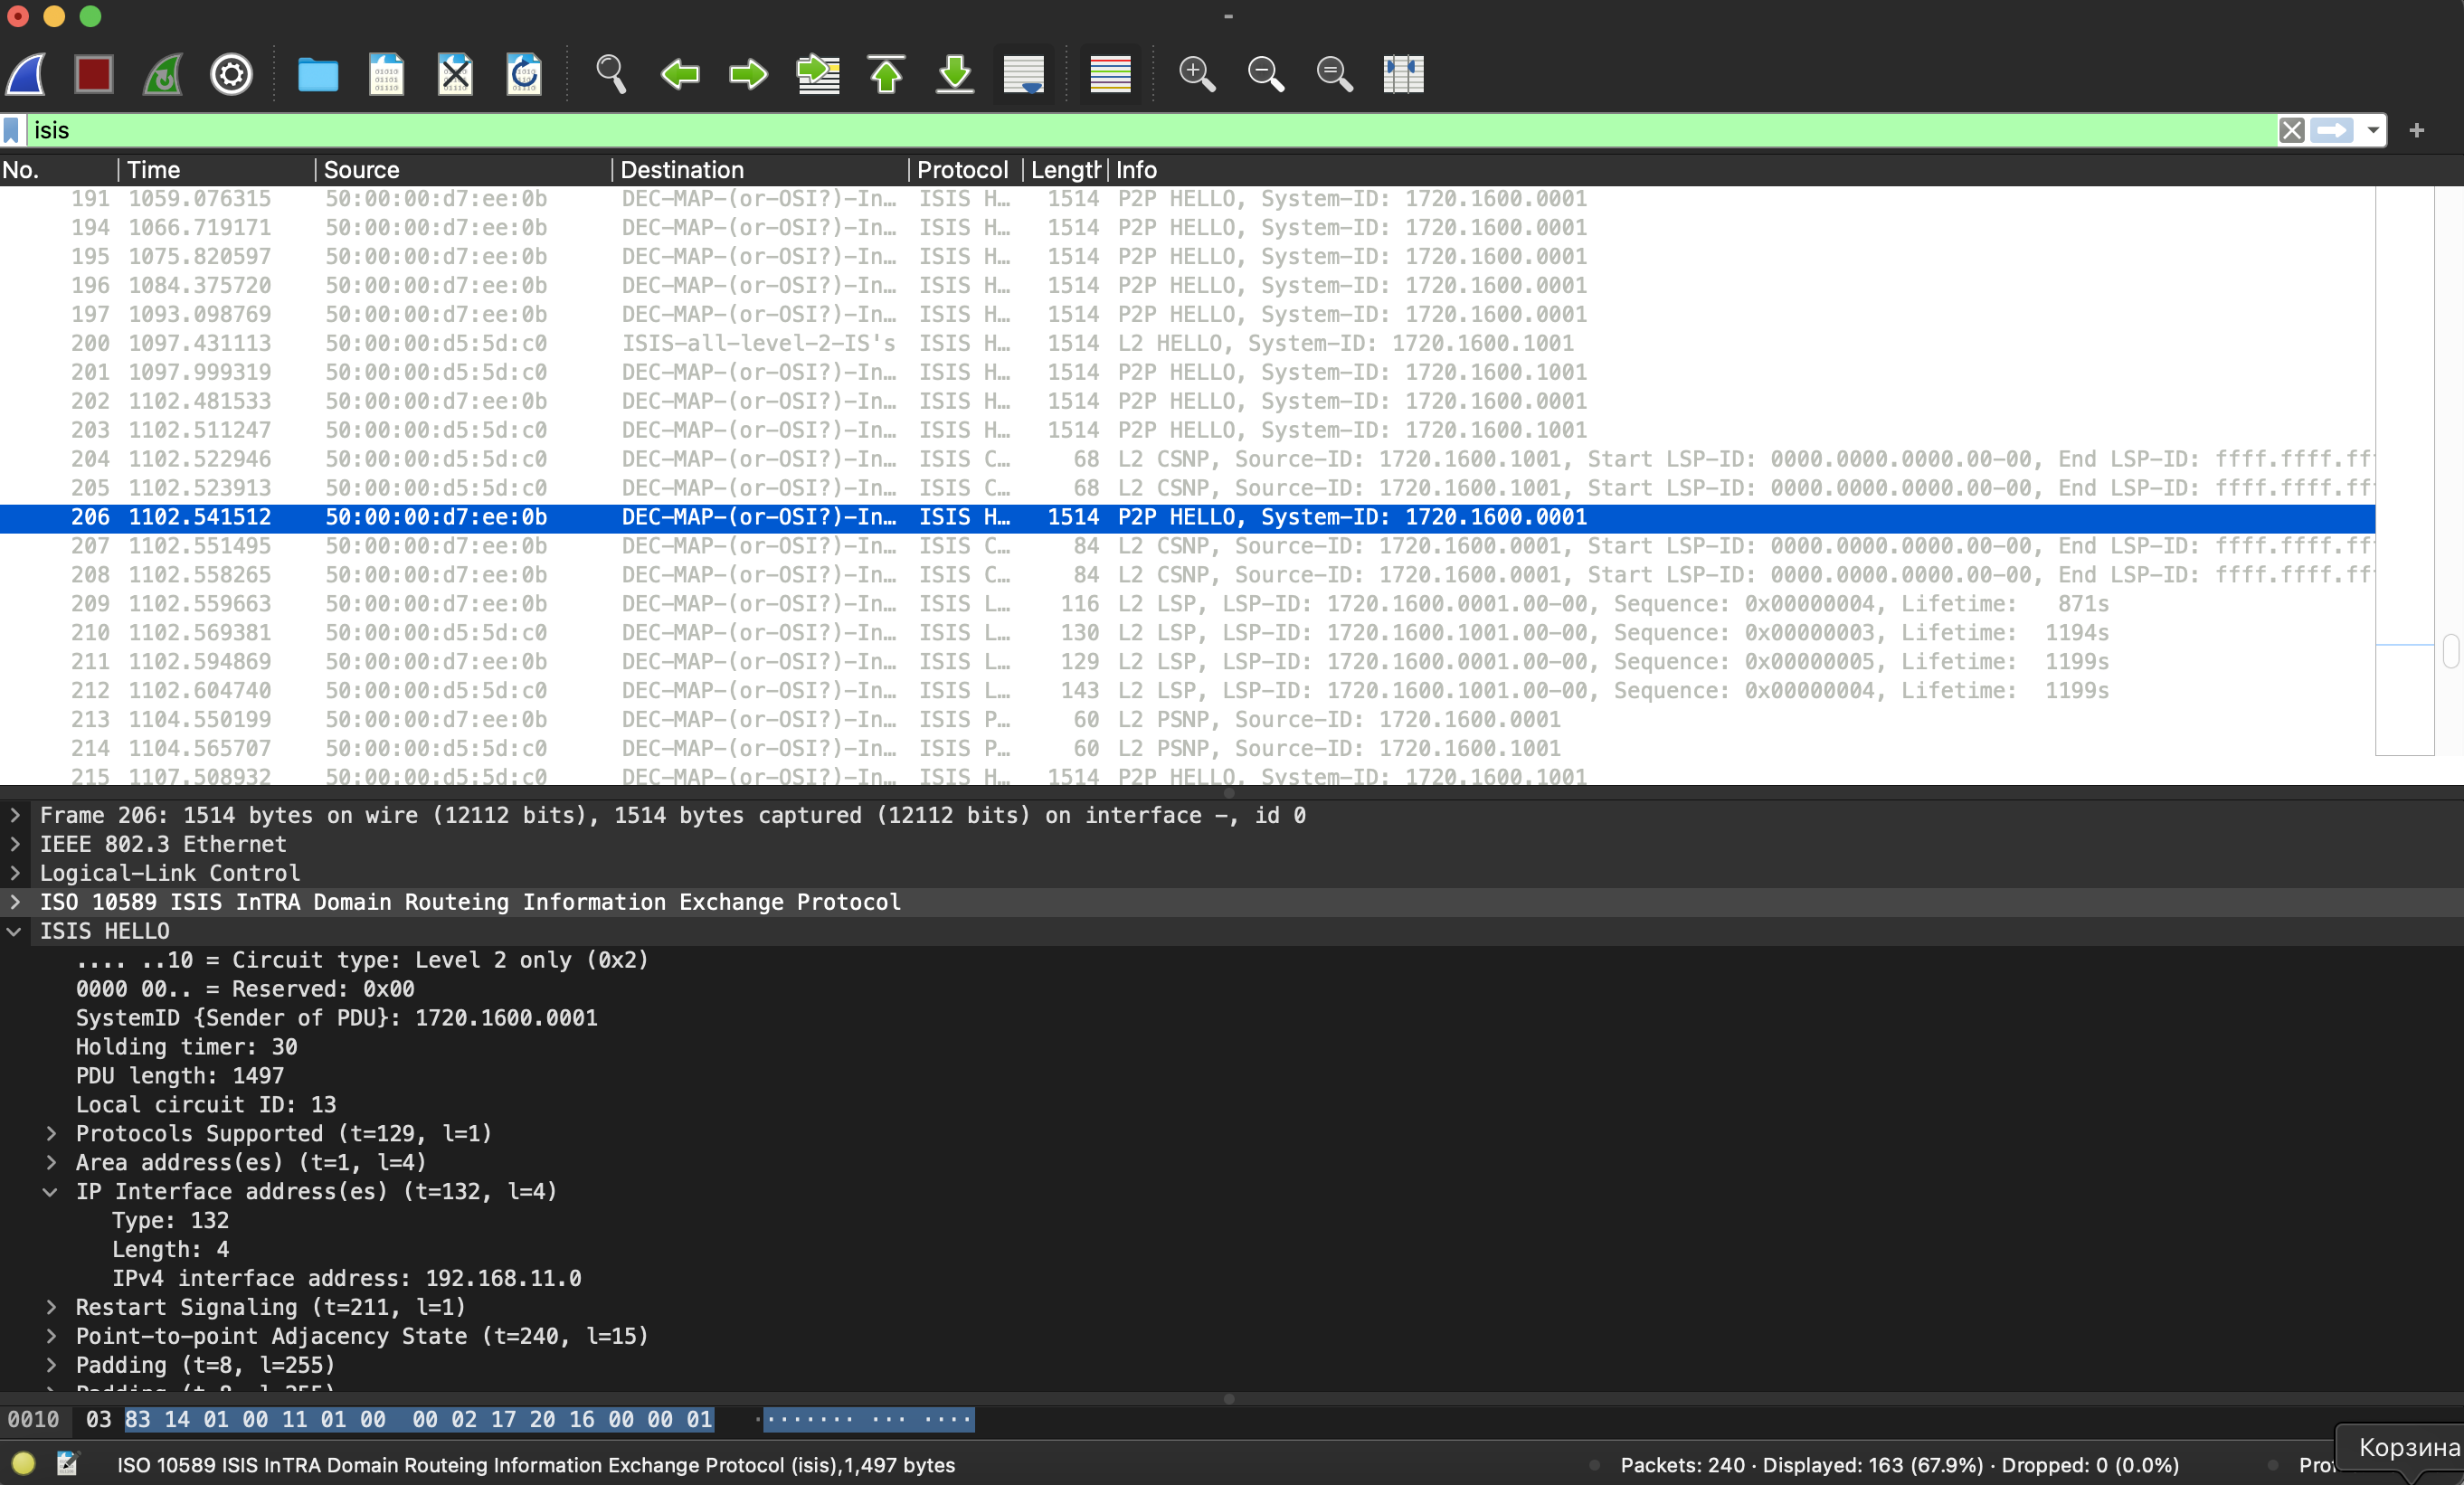 -
isis
No. Time Source Destination Protocol Length Info
191 1059.076315 50:00:00:d7:ee:0b DEC-MAP-(or-OSI?)-In… ISIS H… 1514 P2P HELLO, System-ID: 1720.1600.0001
194 1066.719171 50:00:00:d7:ee:0b DEC-MAP-(or-OSI?)-In… ISIS H… 1514 P2P HELLO, System-ID: 1720.1600.0001
195 1075.820597 50:00:00:d7:ee:0b DEC-MAP-(or-OSI?)-In… ISIS H… 1514 P2P HELLO, System-ID: 1720.1600.0001
196 1084.375720 50:00:00:d7:ee:0b DEC-MAP-(or-OSI?)-In… ISIS H… 1514 P2P HELLO, System-ID: 1720.1600.0001
197 1093.098769 50:00:00:d7:ee:0b DEC-MAP-(or-OSI?)-In… ISIS H… 1514 P2P HELLO, System-ID: 1720.1600.0001
200 1097.431113 50:00:00:d5:5d:c0 ISIS-all-level-2-IS's ISIS H… 1514 L2 HELLO, System-ID: 1720.1600.1001
201 1097.999319 50:00:00:d5:5d:c0 DEC-MAP-(or-OSI?)-In… ISIS H… 1514 P2P HELLO, System-ID: 1720.1600.1001
202 1102.481533 50:00:00:d7:ee:0b DEC-MAP-(or-OSI?)-In… ISIS H… 1514 P2P HELLO, System-ID: 1720.1600.0001
203 1102.511247 50:00:00:d5:5d:c0 DEC-MAP-(or-OSI?)-In… ISIS H… 1514 P2P HELLO, System-ID: 1720.1600.1001
204 1102.522946 50:00:00:d5:5d:c0 DEC-MAP-(or-OSI?)-In… ISIS C… 68 L2 CSNP, Source-ID: 1720.1600.1001, Start LSP-ID: 0000.0000.0000.00-00, End LSP-ID: ffff.ffff.ff
205 1102.523913 50:00:00:d5:5d:c0 DEC-MAP-(or-OSI?)-In… ISIS C… 68 L2 CSNP, Source-ID: 1720.1600.1001, Start LSP-ID: 0000.0000.0000.00-00, End LSP-ID: ffff.ffff.ff
206 1102.541512 50:00:00:d7:ee:0b DEC-MAP-(or-OSI?)-In… ISIS H… 1514 P2P HELLO, System-ID: 1720.1600.0001
207 1102.551495 50:00:00:d7:ee:0b DEC-MAP-(or-OSI?)-In… ISIS C… 84 L2 CSNP, Source-ID: 1720.1600.0001, Start LSP-ID: 0000.0000.0000.00-00, End LSP-ID: ffff.ffff.ff
208 1102.558265 50:00:00:d7:ee:0b DEC-MAP-(or-OSI?)-In… ISIS C… 84 L2 CSNP, Source-ID: 1720.1600.0001, Start LSP-ID: 0000.0000.0000.00-00, End LSP-ID: ffff.ffff.ff
209 1102.559663 50:00:00:d7:ee:0b DEC-MAP-(or-OSI?)-In… ISIS L… 116 L2 LSP, LSP-ID: 1720.1600.0001.00-00, Sequence: 0x00000004, Lifetime: 871s
210 1102.569381 50:00:00:d5:5d:c0 DEC-MAP-(or-OSI?)-In… ISIS L… 130 L2 LSP, LSP-ID: 1720.1600.1001.00-00, Sequence: 0x00000003, Lifetime: 1194s
211 1102.594869 50:00:00:d7:ee:0b DEC-MAP-(or-OSI?)-In… ISIS L… 129 L2 LSP, LSP-ID: 1720.1600.0001.00-00, Sequence: 0x00000005, Lifetime: 1199s
212 1102.604740 50:00:00:d5:5d:c0 DEC-MAP-(or-OSI?)-In… ISIS L… 143 L2 LSP, LSP-ID: 1720.1600.1001.00-00, Sequence: 0x00000004, Lifetime: 1199s
213 1104.550199 50:00:00:d7:ee:0b DEC-MAP-(or-OSI?)-In… ISIS P… 60 L2 PSNP, Source-ID: 1720.1600.0001
214 1104.565707 50:00:00:d5:5d:c0 DEC-MAP-(or-OSI?)-In… ISIS P… 60 L2 PSNP, Source-ID: 1720.1600.1001
215 1107.508932 50:00:00:d5:5d:c0 DEC-MAP-(or-OSI?)-In… ISIS H… 1514 P2P HELLO, System-ID: 1720.1600.1001
Frame 206: 1514 bytes on wire (12112 bits), 1514 bytes captured (12112 bits) on interface -, id 0
IEEE 802.3 Ethernet
Logical-Link Control
ISO 10589 ISIS InTRA Domain Routeing Information Exchange Protocol
ISIS HELLO
.... ..10 = Circuit type: Level 2 only (0x2)
0000 00.. = Reserved: 0x00
SystemID {Sender of PDU}: 1720.1600.0001
Holding timer: 30
PDU length: 1497
Local circuit ID: 13
Protocols Supported (t=129, l=1)
Area address(es) (t=1, l=4)
IP Interface address(es) (t=132, l=4)
Type: 132
Length: 4
IPv4 interface address: 192.168.11.0
Restart Signaling (t=211, l=1)
Point-to-point Adjacency State (t=240, l=15)
Padding (t=8, l=255)
Padding (t=8, l=255)
0010 03 83 14 01 00 11 01 00 00 02 17 20 16 00 00 01 ········ ··· ····
Корзина
ISO 10589 ISIS InTRA Domain Routeing Information Exchange Protocol (isis),1,497 bytes Packets: 240 · Displayed: 163 (67.9%) · Dropped: 0 (0.0%) Prof